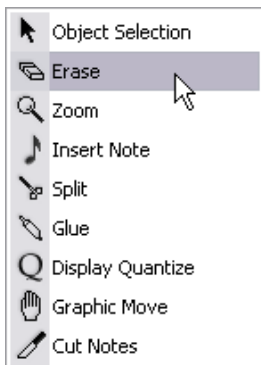 Object Selection
Erase
Zoom
Insert Note
Split
Glue
Display Quantize
Graphic Move
Cut Notes